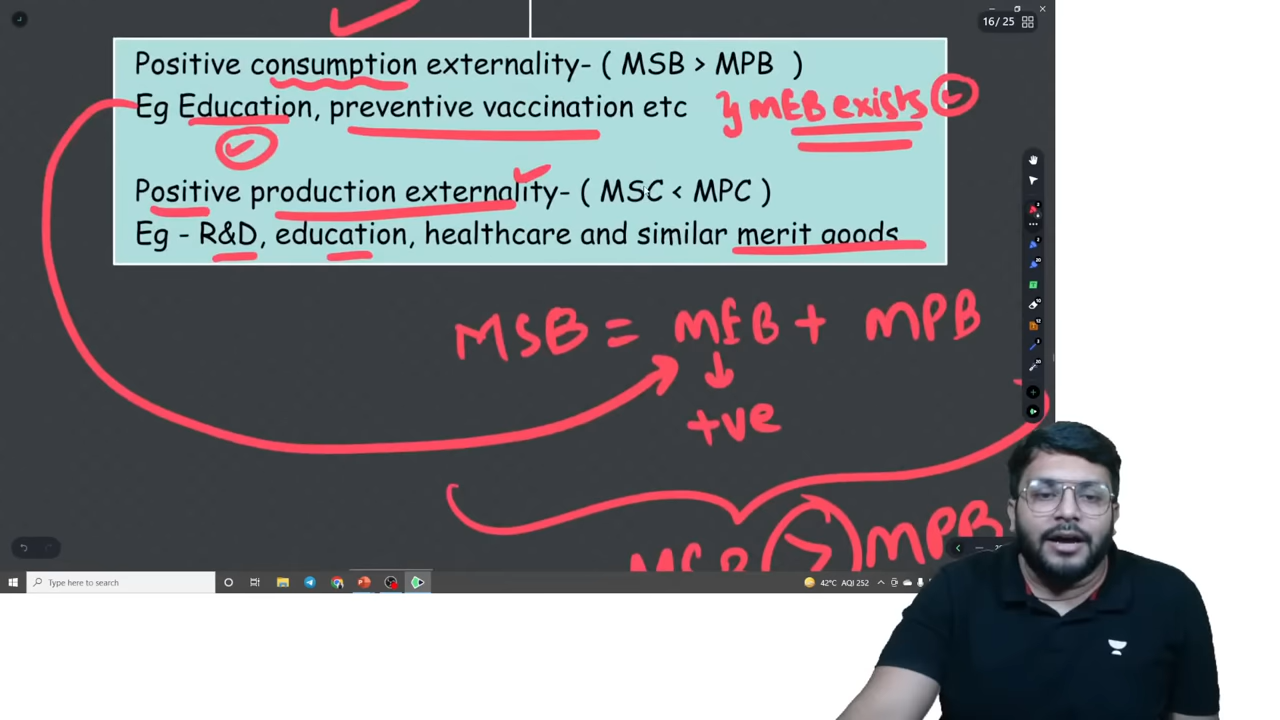 16/25
Positive consumption externality- ( MSB > MPB )
Eg Education, preventive vaccination etc } MEB exists
Positive production externality- ( MSC < MPC )
Eg - R&D, education, healthcare and similar merit goods
MSB = MEB + MPB
+ve
MSB > MPB
Type here to search
42°C AQI 252